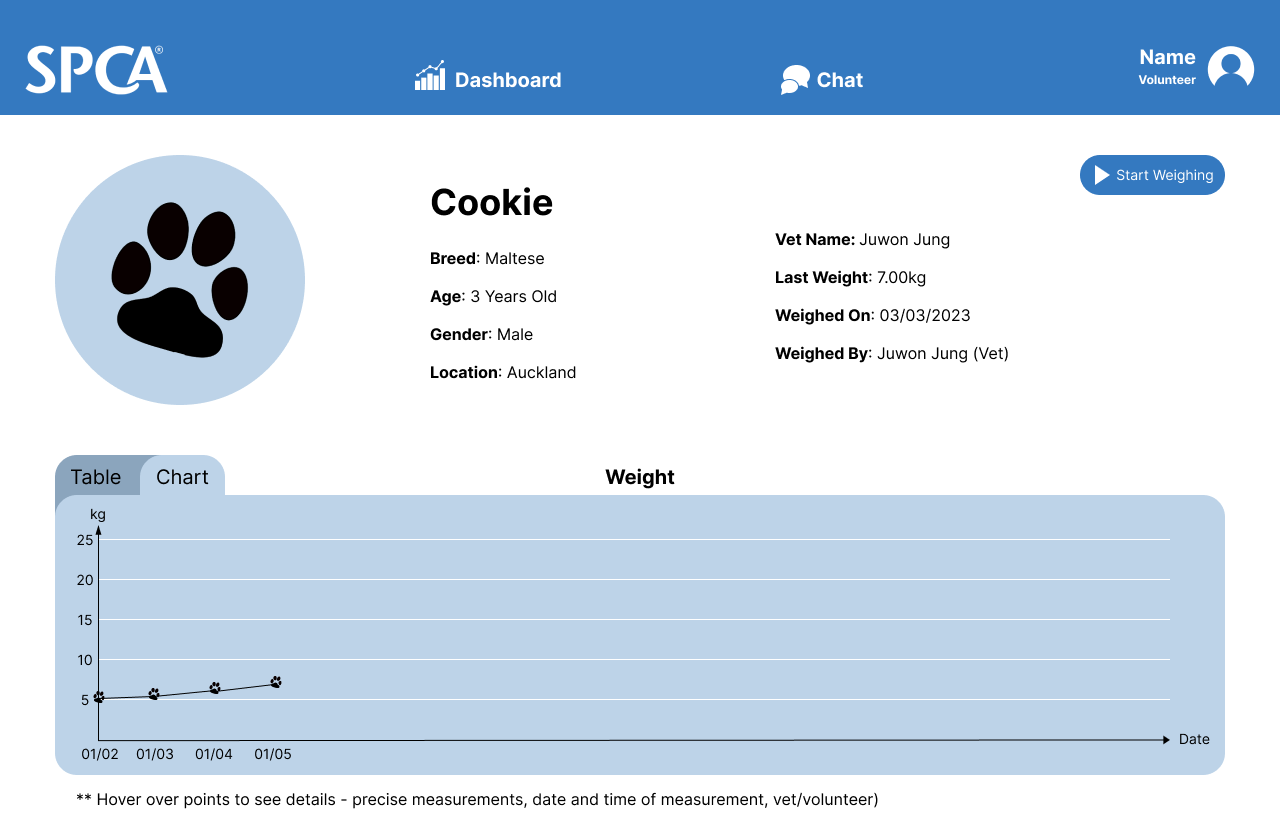 SPCA®
Dashboard
Chat
Name
Volunteer
Start Weighing
Cookie
Breed: Maltese
Age: 3 Years Old
Gender: Male
Location: Auckland
Vet Name: Juwon Jung
Last Weight: 7.00kg
Weighed On: 03/03/2023
Weighed By: Juwon Jung (Vet)
Table
Chart
Weight
kg
25
20
15
10
5
01/02 01/03 01/04 01/05
Date
** Hover over points to see details - precise measurements, date and time of measurement, vet/volunteer)